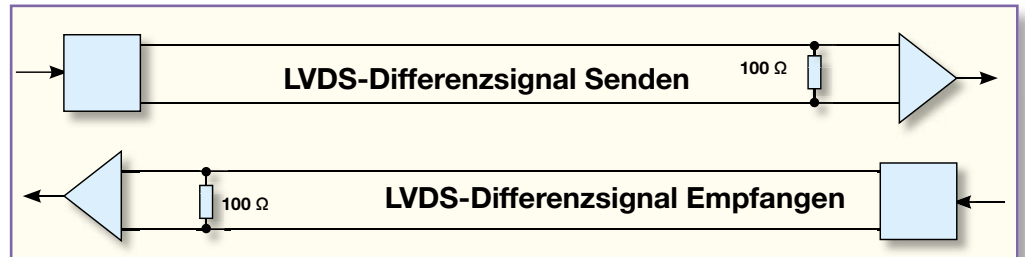 LVDS-Differenzsignal Senden
100 Ω
100 Ω
LVDS-Differenzsignal Empfangen